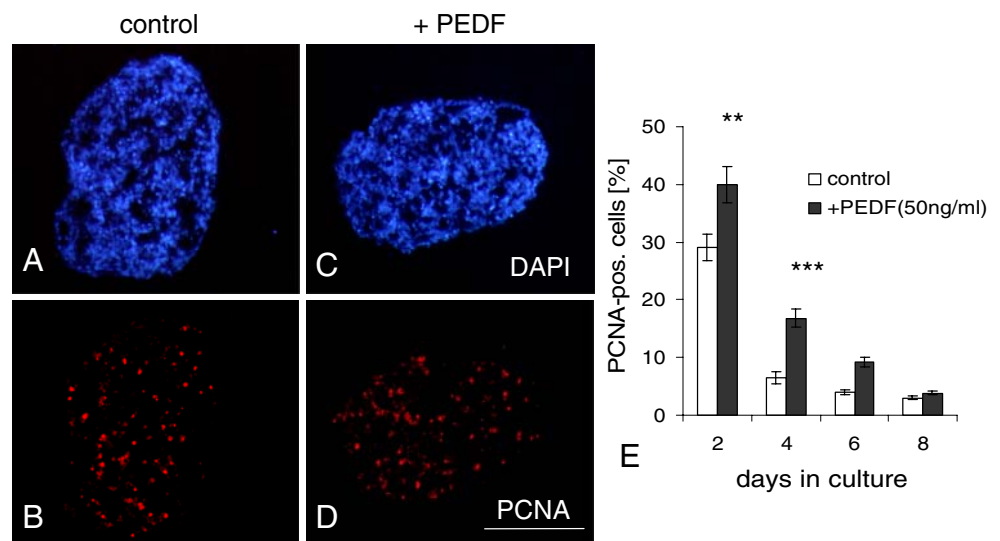 control
+ PEDF
A
C
DAPI
B
D
PCNA
PCNA-pos. cells [%]
50
40
30
20
10
0
**
***
control
+PEDF(50ng/ml)
2 4 6 8
days in culture
E